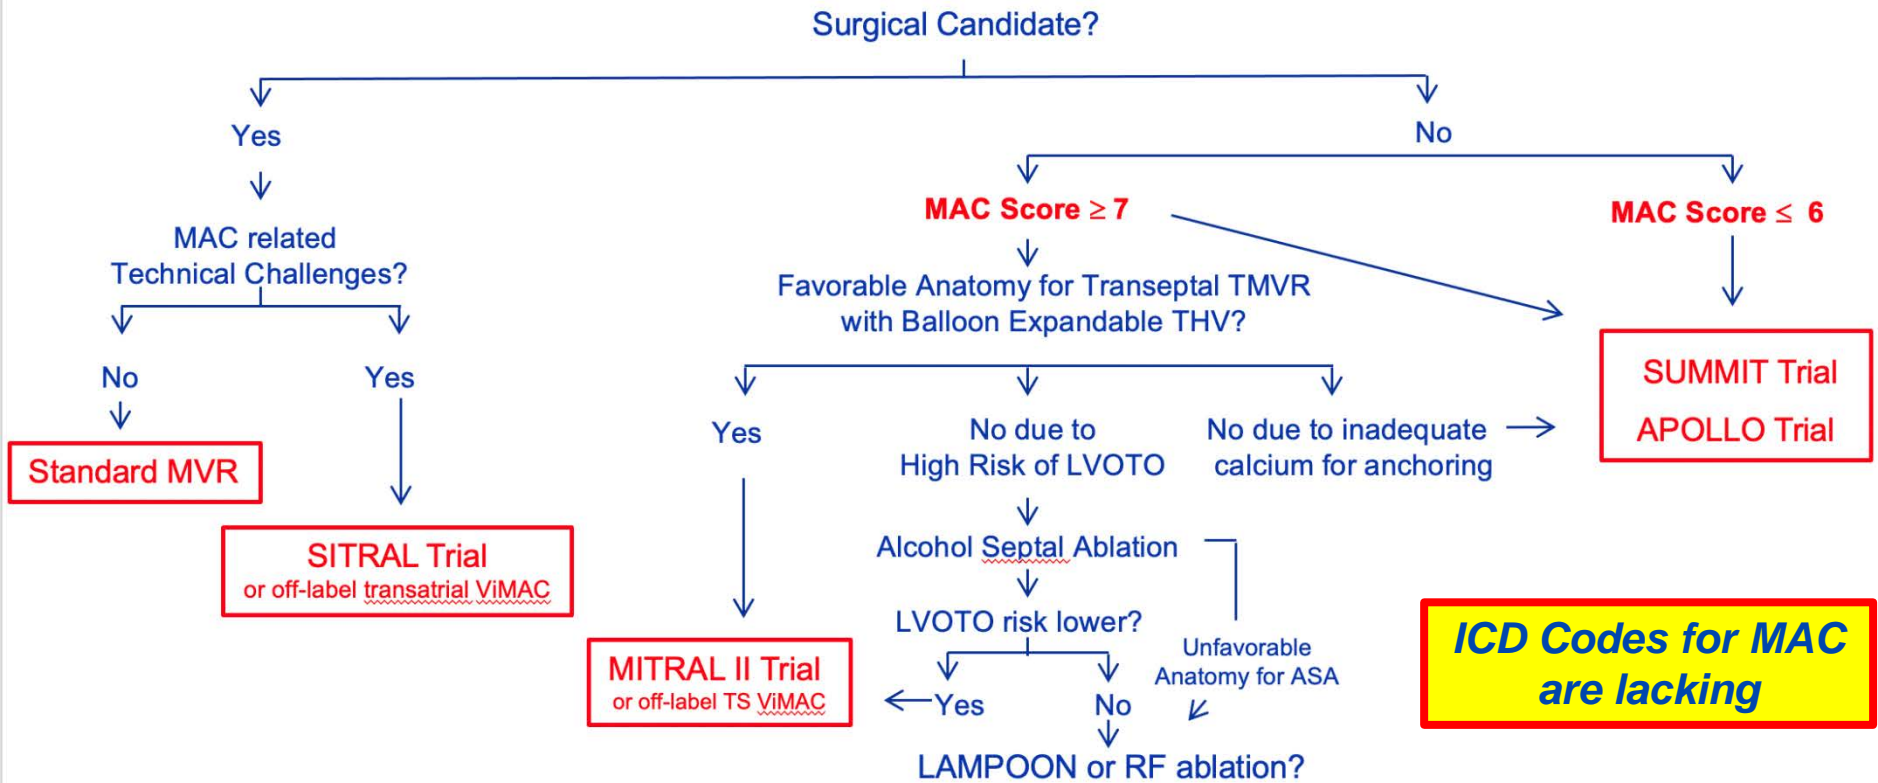 Surgical Candidate?
Yes
No
MAC Score ≥ 7
MAC Score ≤ 6
MAC related
Technical Challenges?
Favorable Anatomy for Transeptal TMVR
with Balloon Expandable THV?
No
Yes
SUMMIT Trial
APOLLO Trial
Yes
No due to
High Risk of LVOTO
No due to inadequate
calcium for anchoring
Standard MVR
SITRAL Trial
or off-label transatrial ViMAC
Alcohol Septal Ablation
LVOTO risk lower?
Unfavorable
Anatomy for ASA
MITRAL II Trial
or off-label TS ViMAC
Yes
No
LAMPOON or RF ablation?
ICD Codes for MAC
are lacking